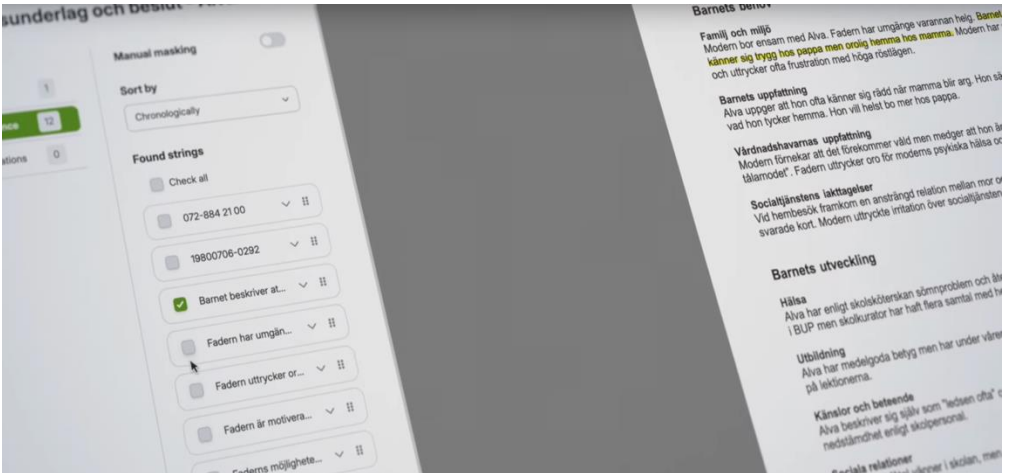 sunderlag och beslut
1
12
0
Manual masking
Sort by
Chronologically
Found strings
Check all
072-884 21 00
19800706-0292
Barnet beskriver at...
Fadern har umgän...
Fadern uttrycker or...
Fadern är motivera...
Faderns möjlighete...
Barnets behov
Familj och miljö
Modern bor ensam med Alva. Fadern har umgänge varannan helg. Barnet
känner sig trygg hos pappa men orolig hemma hos mamma. Modern har
och uttrycker ofta frustration med höga röstlägen.
Barnets uppfattning
Alva uppger att hon ofta känner sig rädd när mamma blir arg. Hon
vad hon tycker hemma. Hon vill helst bo mer hos pappa.
Vårdnadshavarnas uppfattning
Modern förnekar att det förekommer våld men medger att hon
tålamodet". Fadern uttrycker oro för moderns psykiska hälsa
Socialtjänstens iakttagelser
Vid hembesök framkom en ansträngd relation mellan mor
svarade kort. Modern uttryckte irritation över socialtjänsten
Barnets utveckling
Hälsa
Alva har enligt skolsköterskan sömnproblem och
i BUP men skolkurator har haft flera samtal med
Utbildning
Alva har medelgoda betyg men har under
på lektionerna.
Känslor och beteende
Alva beskriver sig själv som "ledsen ofta"
nedstämdhet enligt skolpersonal.
Sociala relationer
vänner i skolan, men